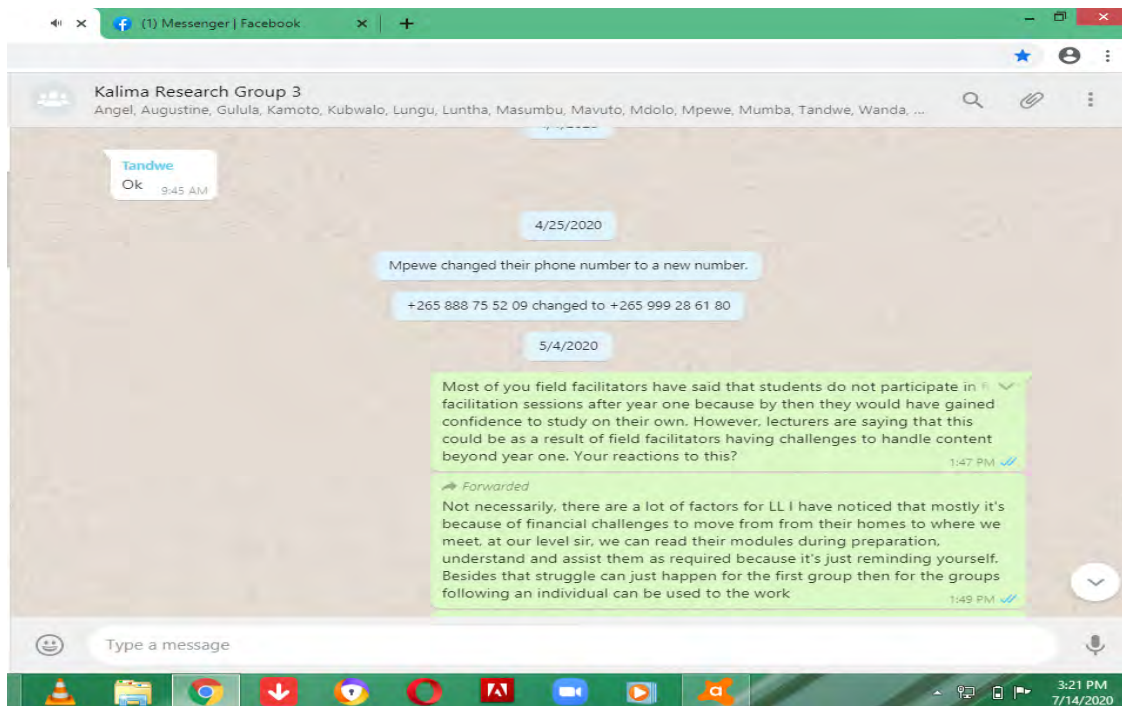 (1) Messenger | Facebook
Kalima Research Group 3
Angel, Augustine, Gulula, Kamoto, Kubwalo, Lungu, Luntha, Masumbu, Mavuto, Mdolo, Mpewe, Mumba, Tandwe, Wanda, ...
Tandwe
Ok
9:45 AM
4/25/2020
Mpewe changed their phone number to a new number.
+265 888 75 52 09 changed to +265 999 28 61 80
5/4/2020
Most of you field facilitators have said that students do not participate in
facilitation sessions after year one because by then they would have gained
confidence to study on their own. However, lecturers are saying that this
could be as a result of field facilitators having challenges to handle content
beyond year one. Your reactions to this?
1:47 PM
Forwarded
Not necessarily, there are a lot of factors for LL I have noticed that mostly it's
because of financial challenges to move from from their homes to where we
meet, at our level sir, we can read their modules during preparation,
understand and assist them as required because it's just reminding yourself.
Besides that struggle can just happen for the first group then for the groups
following an individual can be used to the work
1:49 PM
Type a message
3:21 PM
7/14/2020